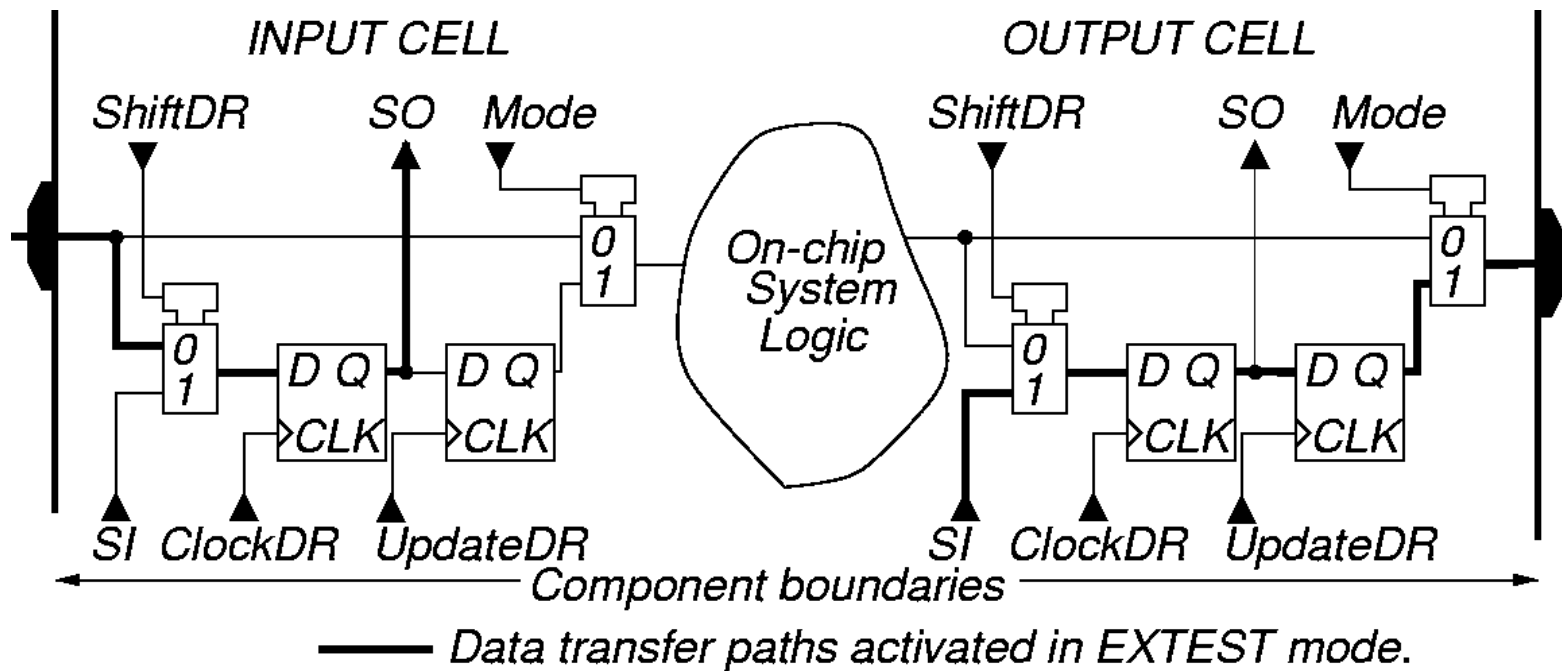 INPUT CELL
OUTPUT CELL
ShiftDR
SO
Mode
ShiftDR
SO
Mode
0
1
On-chip
System
Logic
0
1
0
1
D Q
CLK
D Q
CLK
0
1
D Q
CLK
D Q
CLK
SI
ClockDR
UpdateDR
SI
ClockDR
UpdateDR
Component boundaries
Data transfer paths activated in EXTEST mode.